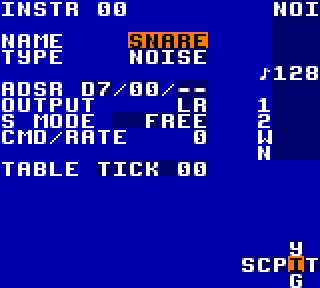 INSTR 00 NOI
NAME SNARE
TYPE NOISE
♪128
ADSR D7/00/--
OUTPUT LR 1
S MODE FREE 2
CMD/RATE 0 W
N
TABLE TICK 00
Y
SCPITT
G